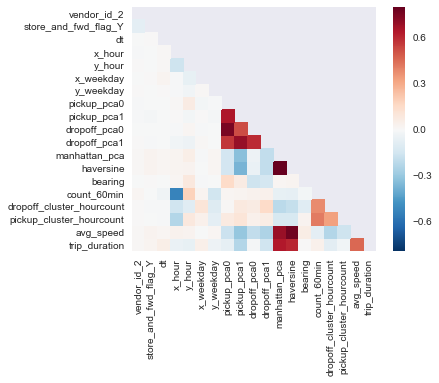 vendor_id_2
store_and_fwd_flag_Y
dt
x_hour
y_hour
x_weekday
y_weekday
pickup_pca0
pickup_pca1
dropoff_pca0
dropoff_pca1
manhattan_pca
haversine
bearing
count_60min
dropoff_cluster_hourcount
pickup_cluster_hourcount
avg_speed
trip_duration
vendor_id_2
store_and_fwd_flag_Y
dt
x_hour
y_hour
x_weekday
y_weekday
pickup_pca0
pickup_pca1
dropoff_pca0
dropoff_pca1
manhattan_pca
haversine
bearing
count_60min
dropoff_cluster_hourcount
pickup_cluster_hourcount
avg_speed
trip_duration
0.6
0.3
0.0
−0.3
−0.6